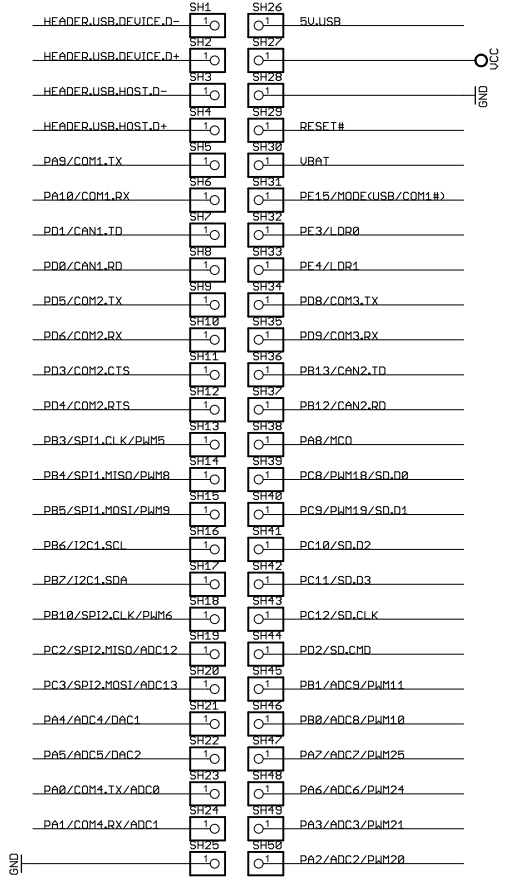 SH1 SH26
HEADER.USB.DEVICE.D- 1 1 5V.USB
SH2 SH27
HEADER.USB.DEVICE.D+ 1 1 VCC
SH3 SH28
HEADER.USB.HOST.D- 1 1 GND
SH4 SH29
HEADER.USB.HOST.D+ 1 1 RESET#
SH5 SH30
PA9/COM1.TX 1 1 VBAT
SH6 SH31
PA10/COM1.RX 1 1 PE15/MODE(USB/COM1#)
SH7 SH32
PD1/CAN1.TD 1 1 PE3/LDR0
SH8 SH33
PD0/CAN1.RD 1 1 PE4/LDR1
SH9 SH34
PD5/COM2.TX 1 1 PD8/COM3.TX
SH10 SH35
PD6/COM2.RX 1 1 PD9/COM3.RX
SH11 SH36
PD3/COM2.CTS 1 1 PB13/CAN2.TD
SH12 SH37
PD4/COM2.RTS 1 1 PB12/CAN2.RD
SH13 SH38
PB3/SPI1.CLK/PWM5 1 1 PA8/MCO
SH14 SH39
PB4/SPI1.MISO/PWM8 1 1 PC8/PWM18/SD.D0
SH15 SH40
PB5/SPI1.MOSI/PWM9 1 1 PC9/PWM19/SD.D1
SH16 SH41
PB6/I2C1.SCL 1 1 PC10/SD.D2
SH17 SH42
PB7/I2C1.SDA 1 1 PC11/SD.D3
SH18 SH43
PB10/SPI2.CLK/PWM6 1 1 PC12/SD.CLK
SH19 SH44
PC2/SPI2.MISO/ADC12 1 1 PD2/SD.CMD
SH20 SH45
PC3/SPI2.MOSI/ADC13 1 1 PB1/ADC9/PWM11
SH21 SH46
PA4/ADC4/DAC1 1 1 PB0/ADC8/PWM10
SH22 SH47
PA5/ADC5/DAC2 1 1 PA7/ADC7/PWM25
SH23 SH48
PA0/COM4.TX/ADC0 1 1 PA6/ADC6/PWM24
SH24 SH49
PA1/COM4.RX/ADC1 1 1 PA3/ADC3/PWM21
SH25 SH50
GND 1 1 PA2/ADC2/PWM20